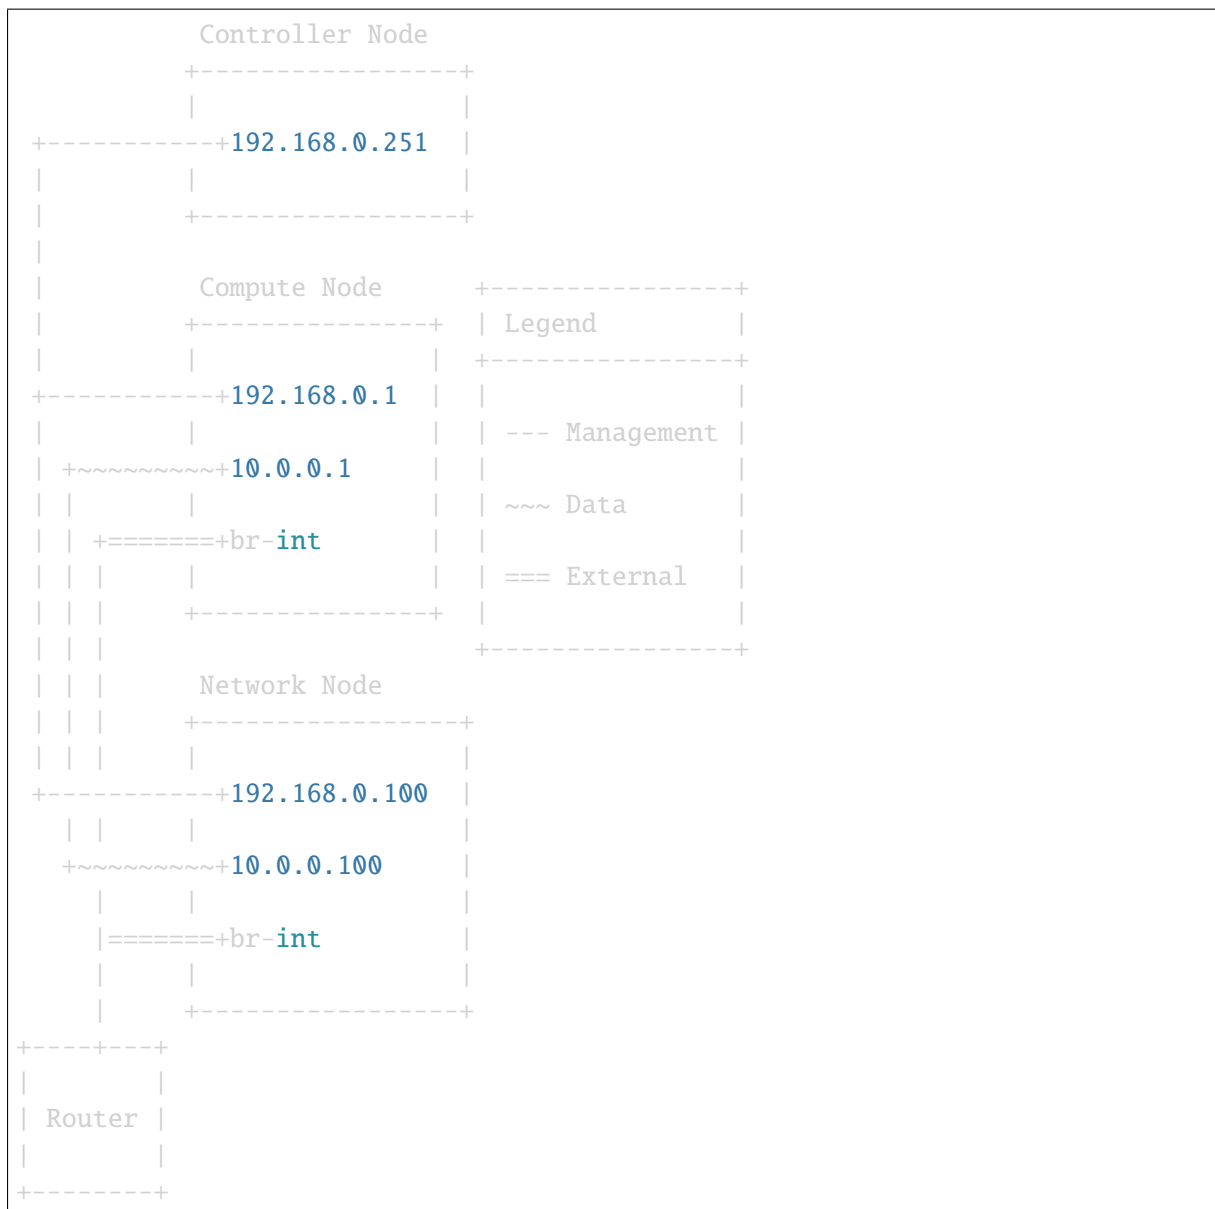 Controller Node
           +-----------------+
           |                 |
 +-----------+192.168.0.251  |
 |         |                 |
 |         +-----------------+
 |
 |          Compute Node      +----------------+
 |         +---------------+  | Legend         |
 |         |               |  +----------------+
 +-----------+192.168.0.1  |  |                |
 |         |               |  | --- Management |
 | +~~~~~~~~~+10.0.0.1     |  |                |
 | |       |               |  | ~~~ Data       |
 | | +=======+br-int       |  |                |
 | | |     |               |  | === External   |
 | | |     +---------------+  |                |
 | | |                        +----------------+
 | | |      Network Node
 | | |     +-----------------+
 | | |     |                 |
 +-----------+192.168.0.100  |
   | |     |                 |
   +~~~~~~~~~+10.0.0.100     |
     |     |                 |
     |=======+br-int         |
     |     |                 |
     |     +-----------------+
+----+---+
|        |
| Router |
|        |
+--------+